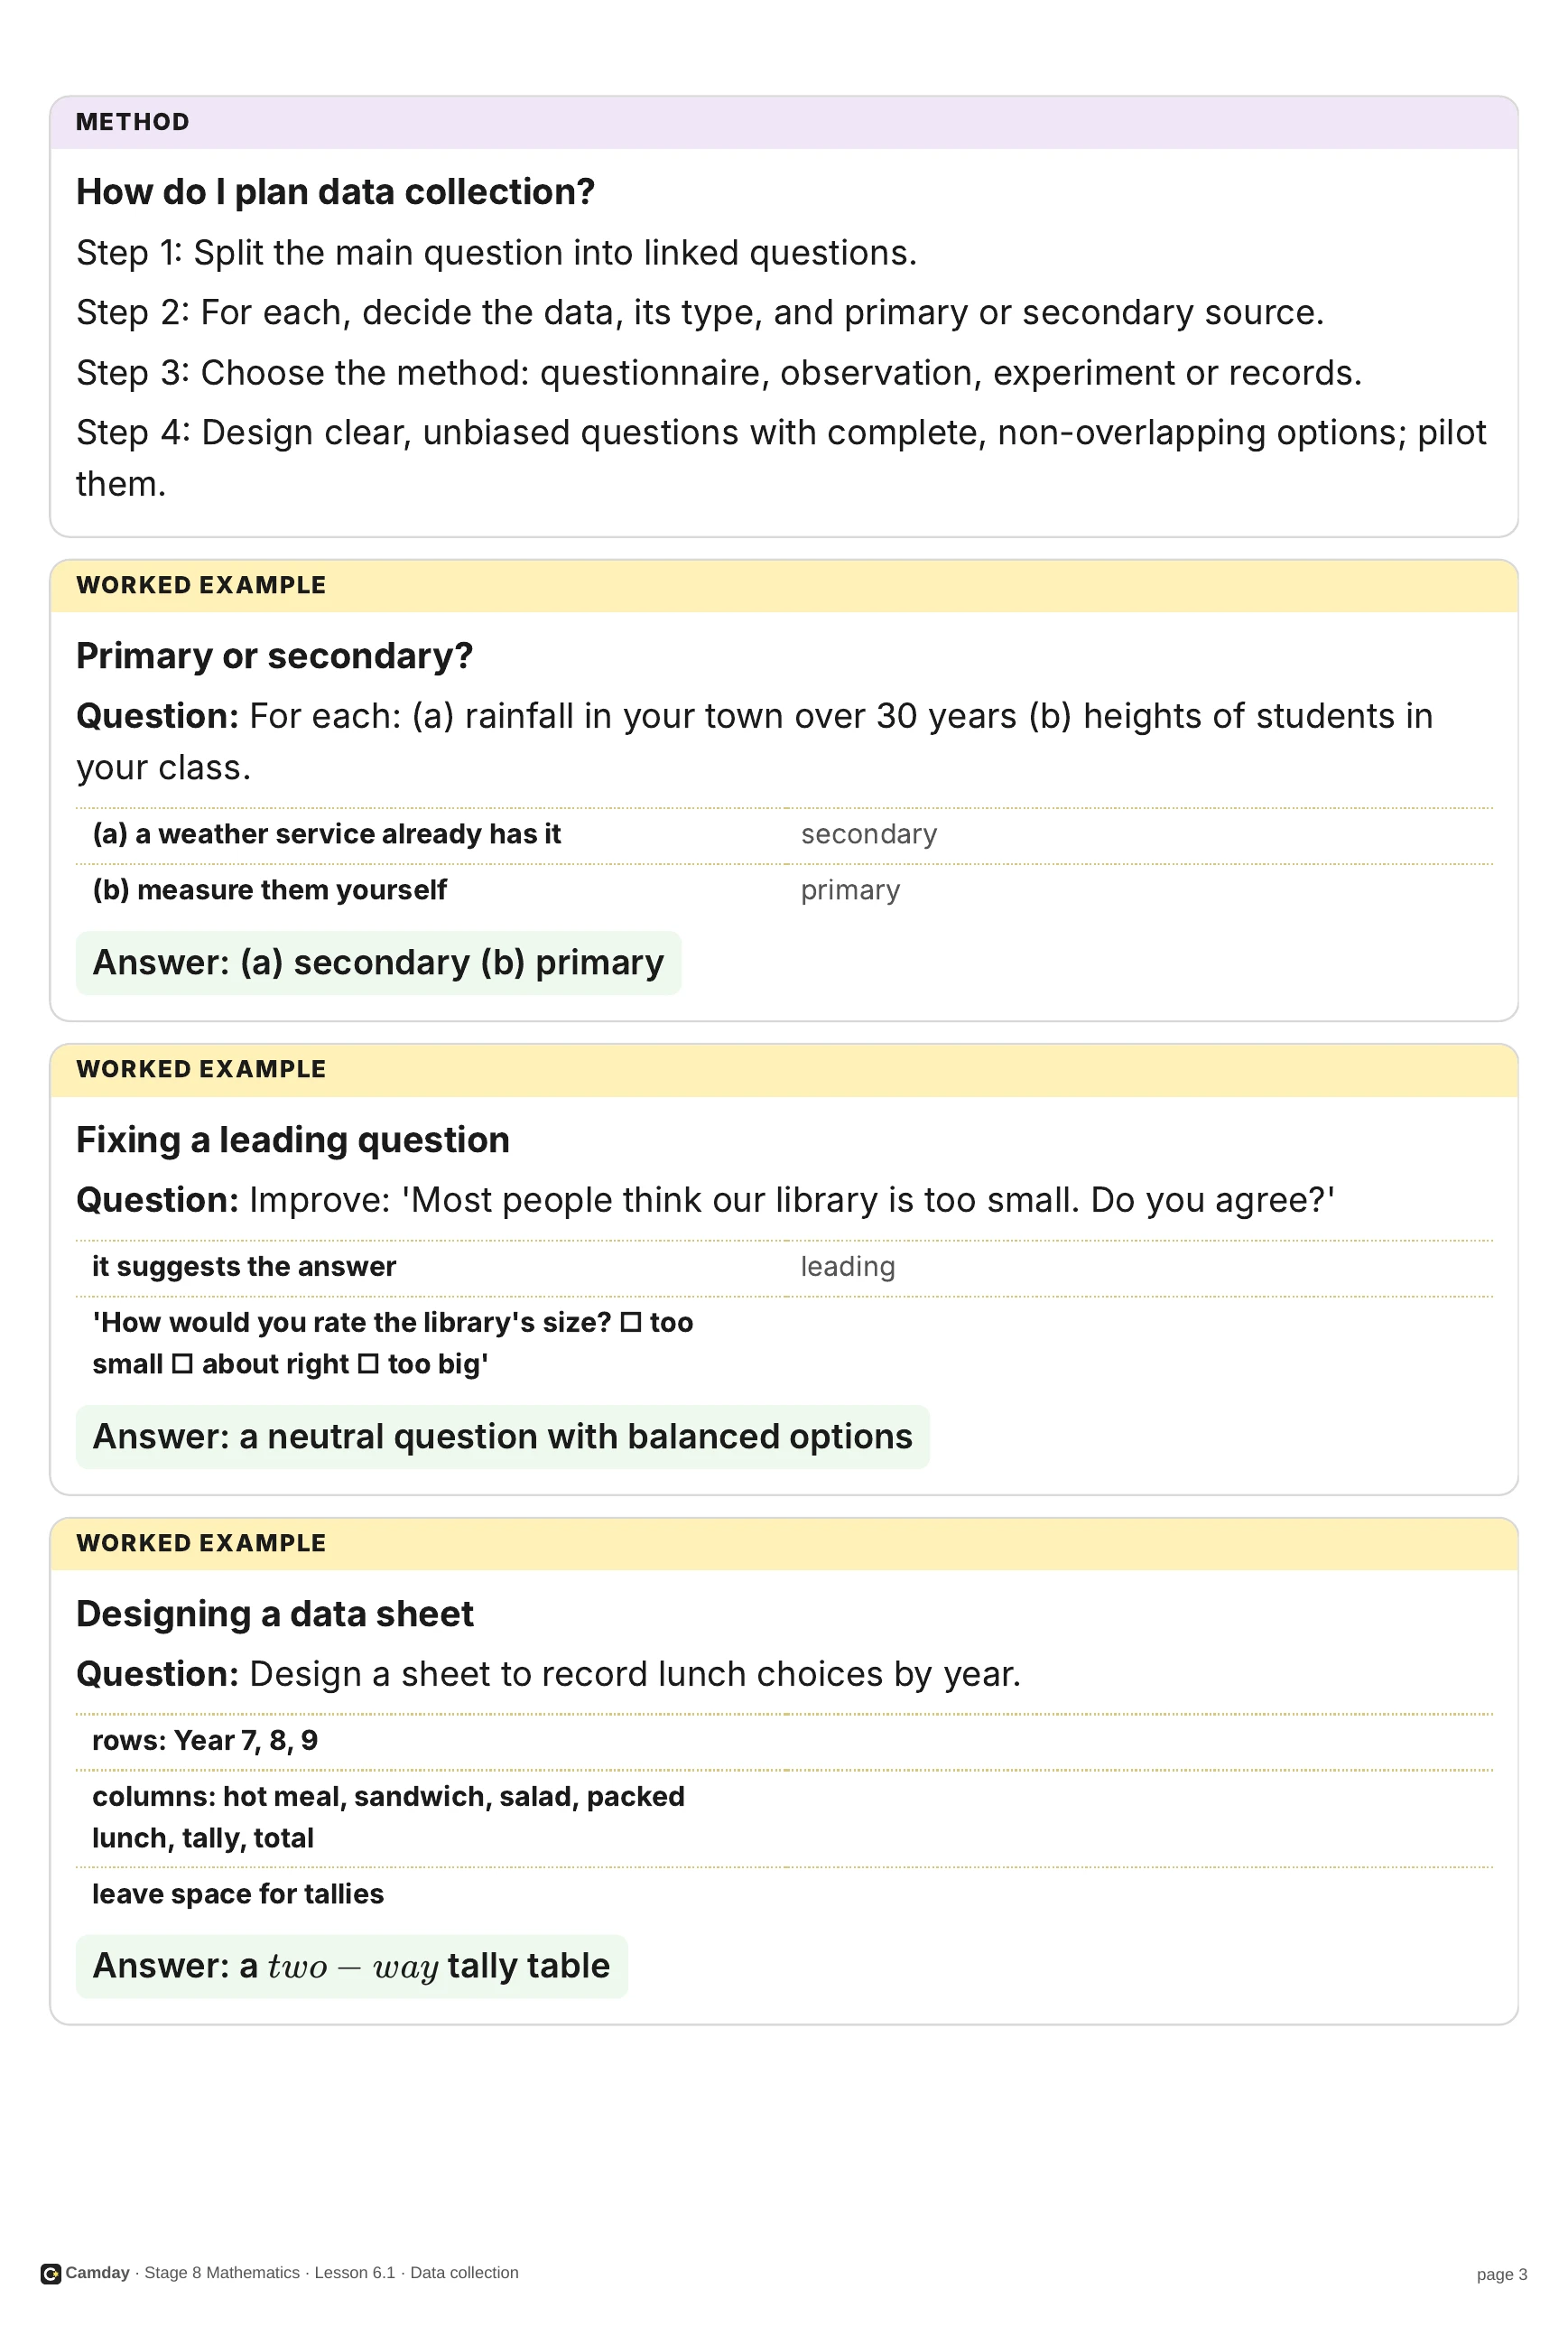 METHOD
How do I plan data collection?
Step 1: Split the main question into linked questions.
Step 2: For each, decide the data, its type, and primary or secondary source.
Step 3: Choose the method: questionnaire, observation, experiment or records.
Step 4: Design clear, unbiased questions with complete, non-overlapping options; pilot
them.
WORKED EXAMPLE
Primary or secondary?
Question: For each: (a) rainfall in your town over 30 years (b) heights of students in
your class.
(a) a weather service already has it secondary
(b) measure them yourself primary
Answer: (a) secondary (b) primary
WORKED EXAMPLE
Fixing a leading question
Question: Improve: 'Most people think our library is too small. Do you agree?'
it suggests the answer leading
'How would you rate the library's size? ☐ too
small ☐ about right ☐ too big'
Answer: a neutral question with balanced options
WORKED EXAMPLE
Designing a data sheet
Question: Design a sheet to record lunch choices by year.
rows: Year 7, 8, 9
columns: hot meal, sandwich, salad, packed
lunch, tally, total
leave space for tallies
Answer: a two − way tally table
Camday · Stage 8 Mathematics · Lesson 6.1 · Data collection page 3